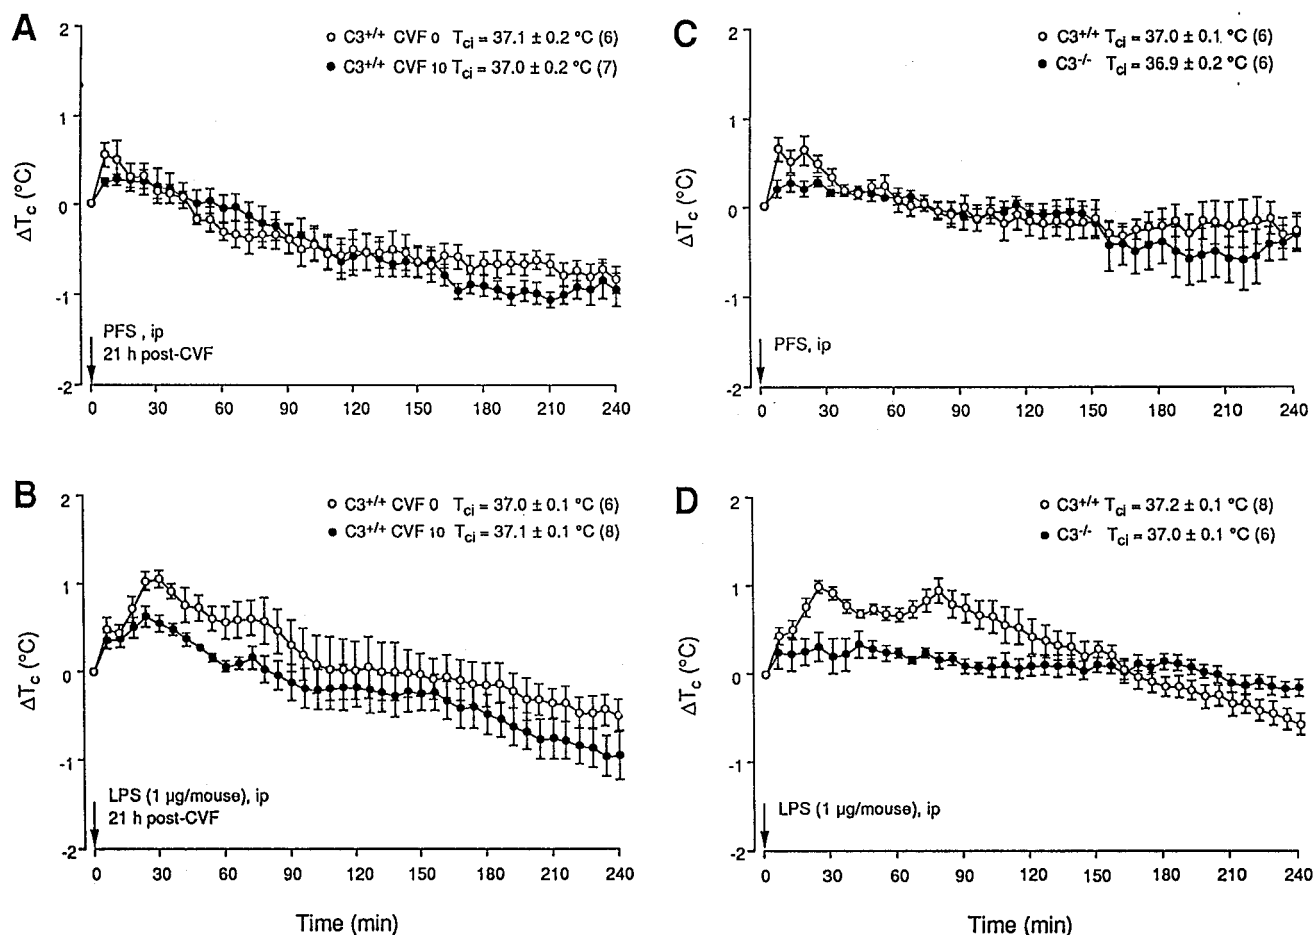 A
C3+/+ CVF 0 Tci = 37.1 ± 0.2 °C (6)
C3+/+ CVF 10 Tci = 37.0 ± 0.2 °C (7)
2
1
0
-1
-2
ΔTc (°C)
PFS , ip
21 h post-CVF
0 30 60 90 120 150 180 210 240
C
C3+/+ Tci = 37.0 ± 0.1 °C (6)
C3-/- Tci = 36.9 ± 0.2 °C (6)
2
1
0
-1
-2
ΔTc (°C)
PFS, ip
0 30 60 90 120 150 180 210 240
B
C3+/+ CVF 0 Tci = 37.0 ± 0.1 °C (6)
C3+/+ CVF 10 Tci = 37.1 ± 0.1 °C (8)
2
1
0
-1
-2
ΔTc (°C)
LPS (1 µg/mouse), ip
21 h post-CVF
0 30 60 90 120 150 180 210 240
Time (min)
D
C3+/+ Tci = 37.2 ± 0.1 °C (8)
C3-/- Tci = 37.0 ± 0.1 °C (6)
2
1
0
-1
-2
ΔTc (°C)
LPS (1 µg/mouse), ip
0 30 60 90 120 150 180 210 240
Time (min)